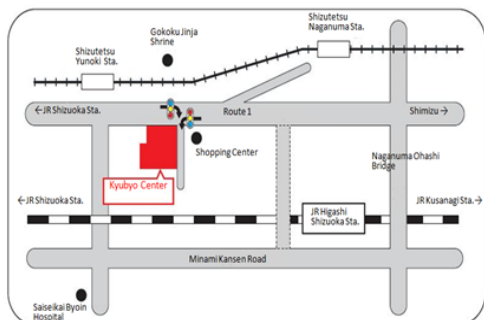 Shizutetsu
Naganuma Sta.
Gokoku Jinja
Shrine
Shizutetsu
Yunoki Sta.
←JR Shizuoka Sta.
Route 1
Shimizu→
Shopping Center
Naganuma Ohashi
Bridge
Kyubyo Center
←JR Shizuoka Sta.
JR Higashi
Shizuoka Sta.
JR Kusanagi Sta.→
Minami Kansen Road
Saiseikai Byoin
Hospital